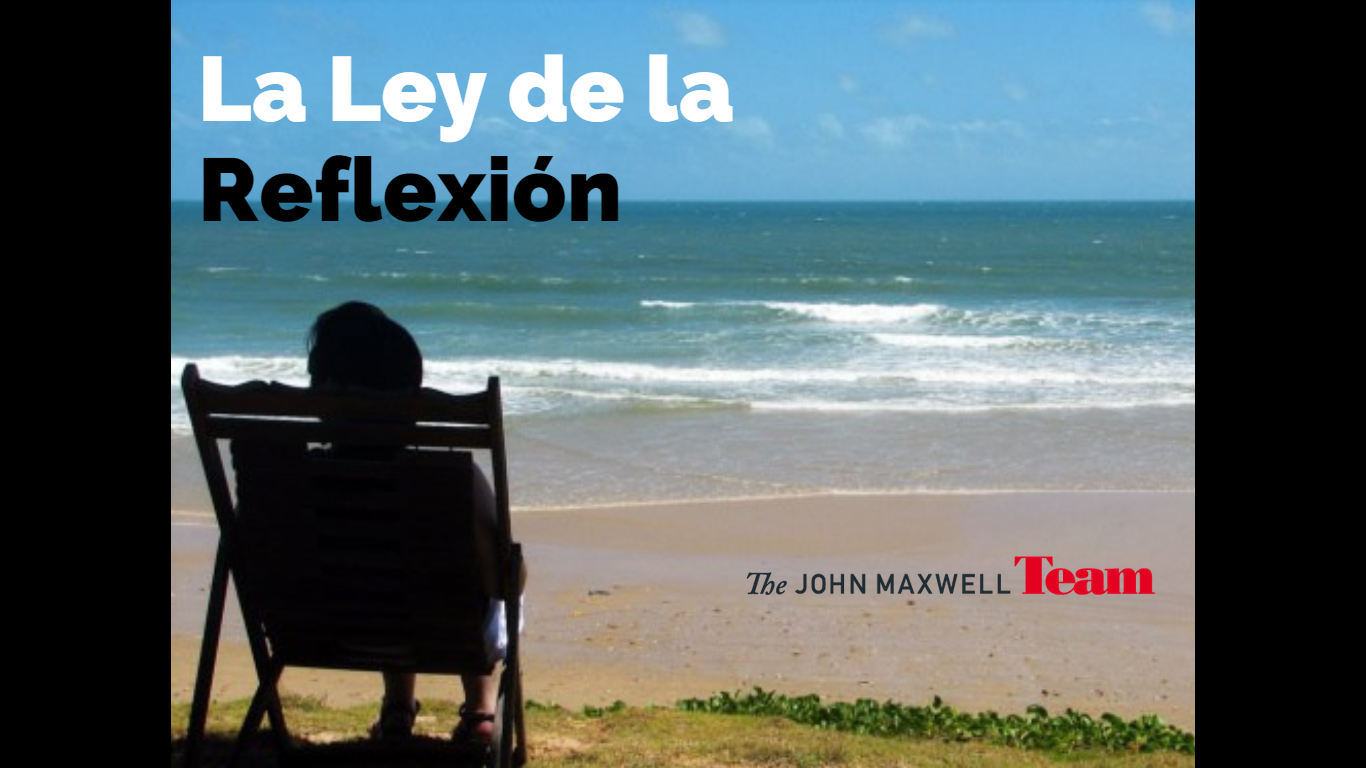 La Ley de la
Reflexión
The JOHN MAXWELL Team